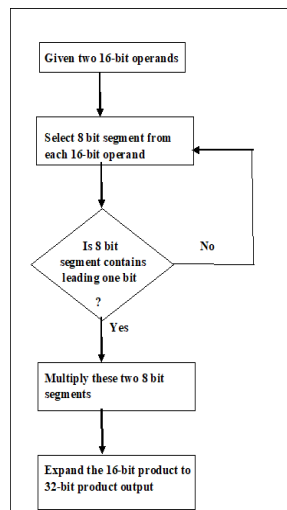 Given two 16-bit operands
Select 8 bit segment from
each 16-bit operand
Is 8 bit
segment contains
leading one bit
?
No
Yes
Multiply these two 8 bit
segments
Expand the 16-bit product to
32-bit product output